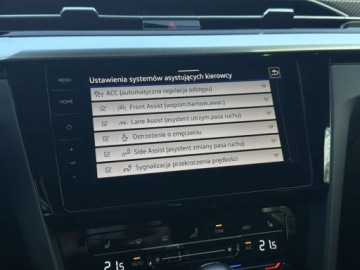 MENU
Ustawienia systemów asystujących kierowcy
ACC (automatyczna regulacja odstępu)
HOME
Front Assist (wspom.hamow.awar.)
Lane Assist (asystent utrzym.pasa ruchu)
Ostrzeżenie o zmęczeniu
Side Assist (asystent zmiany pasa ruchu)
Sygnalizacja przekroczenia prędkości
21.5
AUTO
21.5